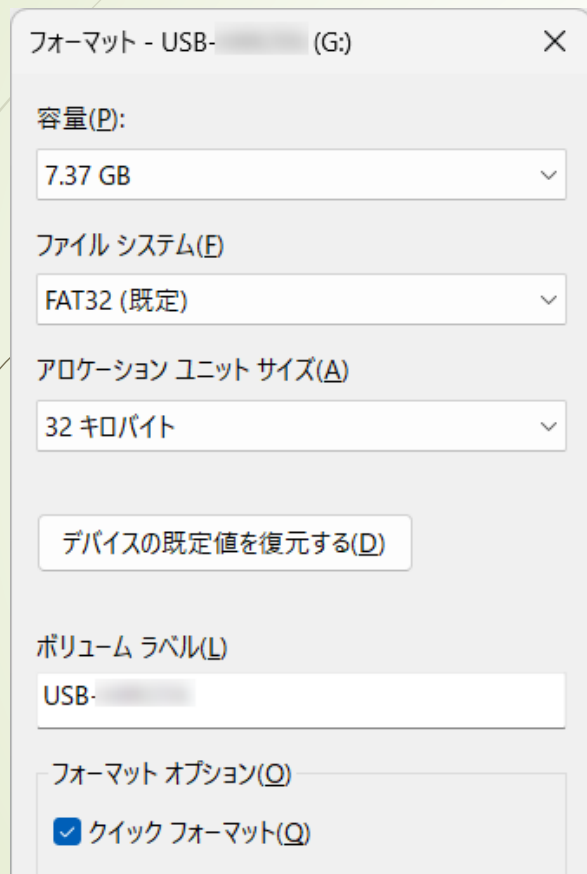 フォーマット - USB- (G:)
容量(P):
7.37 GB
ファイル システム(F)
FAT32 (既定)
アロケーション ユニット サイズ(A)
32 キロバイト
デバイスの既定値を復元する(D)
ボリューム ラベル(L)
USB-
フォーマット オプション(O)
クイック フォーマット(Q)